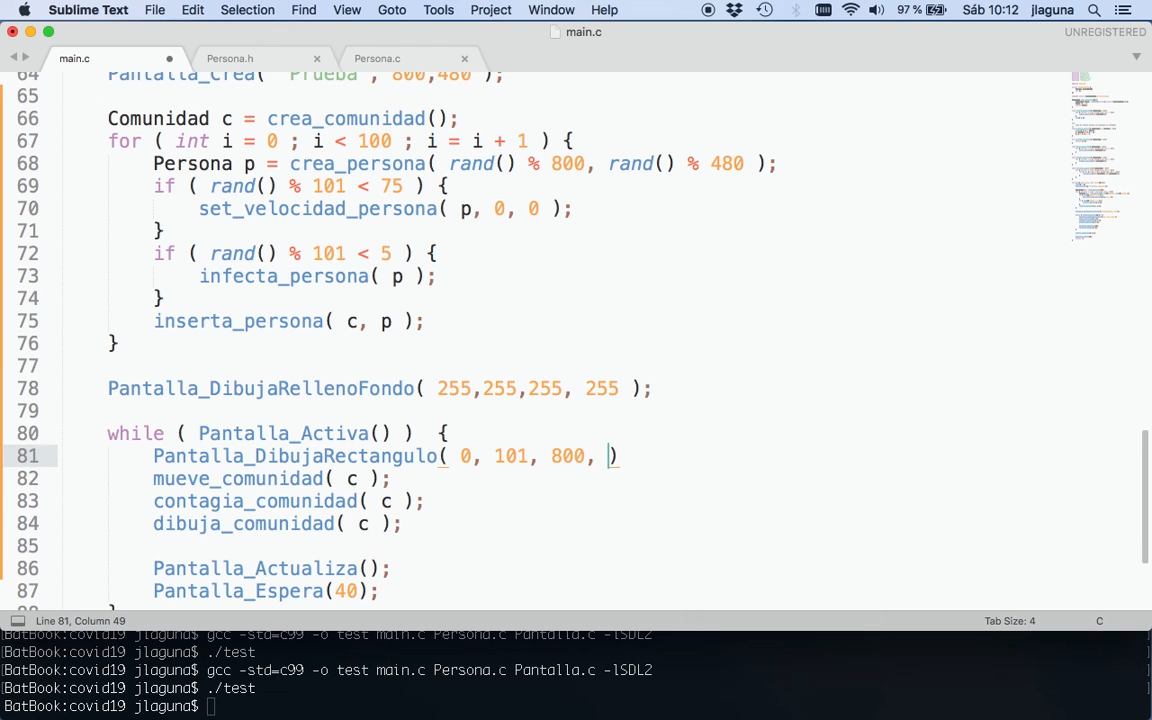 Sublime Text File Edit Selection Find View Goto Tools Project Window Help 97 % Sáb 10:12 jlaguna
main.c
UNREGISTERED
main.c Persona.h × Persona.c ×
64 Pantalla_Crea( "Prueba", 800,480 );
65
66 Comunidad c = crea_comunidad();
67 for ( int i = 0 ; i < 100 ; i = i + 1 ) {
68 Persona p = crea_persona( rand() % 800, rand() % 480 );
69 if ( rand() % 101 < 75 ) {
70 set_velocidad_persona( p, 0, 0 );
71 }
72 if ( rand() % 101 < 5 ) {
73 infecta_persona( p );
74 }
75 inserta_persona( c, p );
76 }
77
78 Pantalla_DibujaRellenoFondo( 255,255,255, 255 );
79
80 while ( Pantalla_Activa() ) {
81 Pantalla_DibujaRectangulo( 0, 101, 800, )
82 mueve_comunidad( c );
83 contagia_comunidad( c );
84 dibuja_comunidad( c );
85
86 Pantalla_Actualiza();
87 Pantalla_Espera(40);
88 }
Line 81, Column 49 Tab Size: 4 C
[BatBook:covid19 jlaguna$ gcc -std=c99 -o test main.c Persona.c Pantalla.c -lSDL2 ]
[BatBook:covid19 jlaguna$ ./test ]
[BatBook:covid19 jlaguna$ gcc -std=c99 -o test main.c Persona.c Pantalla.c -lSDL2 ]
[BatBook:covid19 jlaguna$ ./test ]
BatBook:covid19 jlaguna$